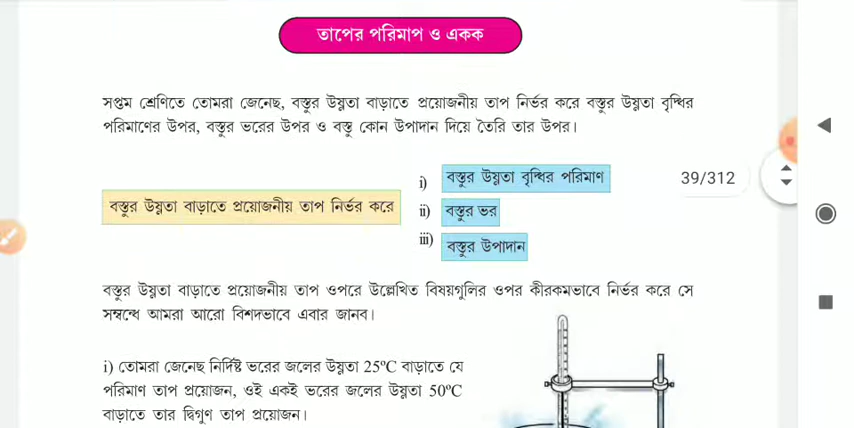 তাপের পরিমাপ ও একক
সপ্তম শ্রেণিতে তোমরা জেনেছ, বস্তুর উষ্ণতা বাড়াতে প্রয়োজনীয় তাপ নির্ভর করে বস্তুর উষ্ণতা বৃদ্ধির
পরিমাণের উপর, বস্তুর ভরের উপর ও বস্তু কোন উপাদান দিয়ে তৈরি তার উপর।
বস্তুর উষ্ণতা বাড়াতে প্রয়োজনীয় তাপ নির্ভর করে
i) বস্তুর উষ্ণতা বৃদ্ধির পরিমাণ
ii) বস্তুর ভর
iii) বস্তুর উপাদান
39/312
বস্তুর উষ্ণতা বাড়াতে প্রয়োজনীয় তাপ ওপরে উল্লেখিত বিষয়গুলির ওপর কীরকমভাবে নির্ভর করে সে
সম্বন্ধে আমরা আরো বিশদভাবে এবার জানব।
i) তোমরা জেনেছ নির্দিষ্ট ভরের জলের উষ্ণতা 25°C বাড়াতে যে
পরিমাণ তাপ প্রয়োজন, ওই একই ভরের জলের উষ্ণতা 50°C
বাড়াতে তার দ্বিগুণ তাপ প্রয়োজন।